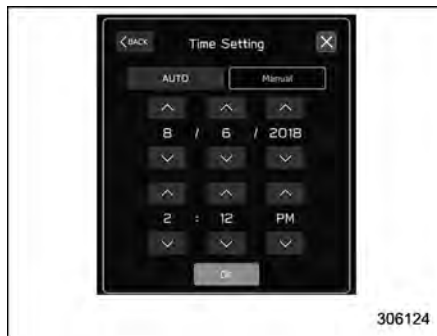 BACK Time Setting X
AUTO Manual
8 / 6 / 2018
2 : 12 PM
Ok
306124